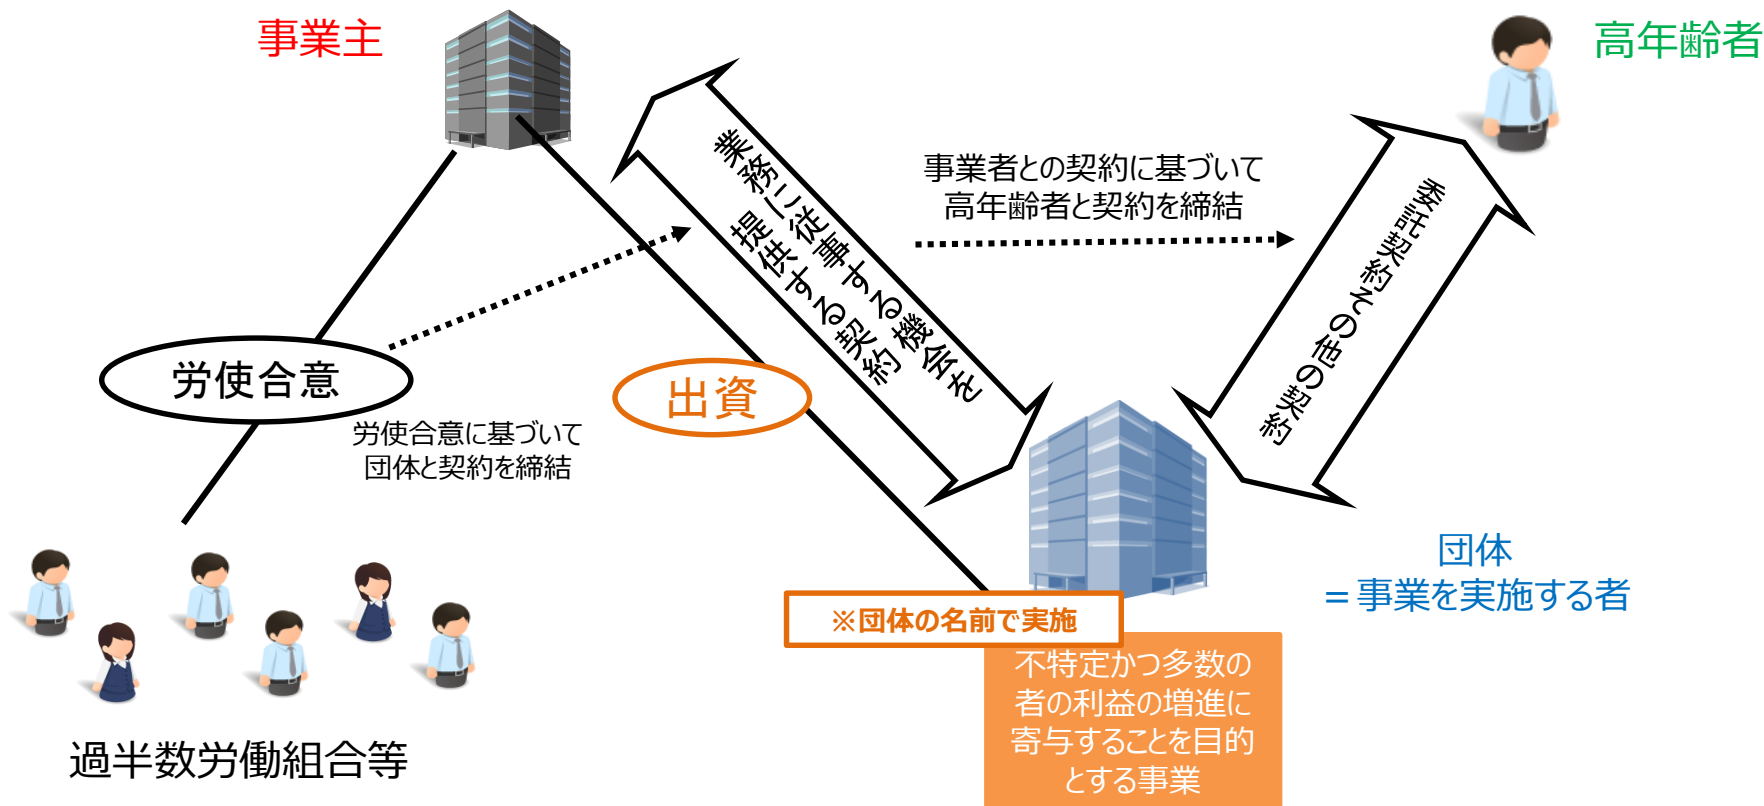 事業主
高年齢者
業務に従事する機会を
提供する契約
事業者との契約に基づいて
高年齢者と契約を締結
委託契約その他の契約
労使合意
出資
労使合意に基づいて
団体と契約を締結
団体
＝事業を実施する者
※団体の名前で実施
不特定かつ多数の
者の利益の増進に
寄与することを目的
とする事業
過半数労働組合等